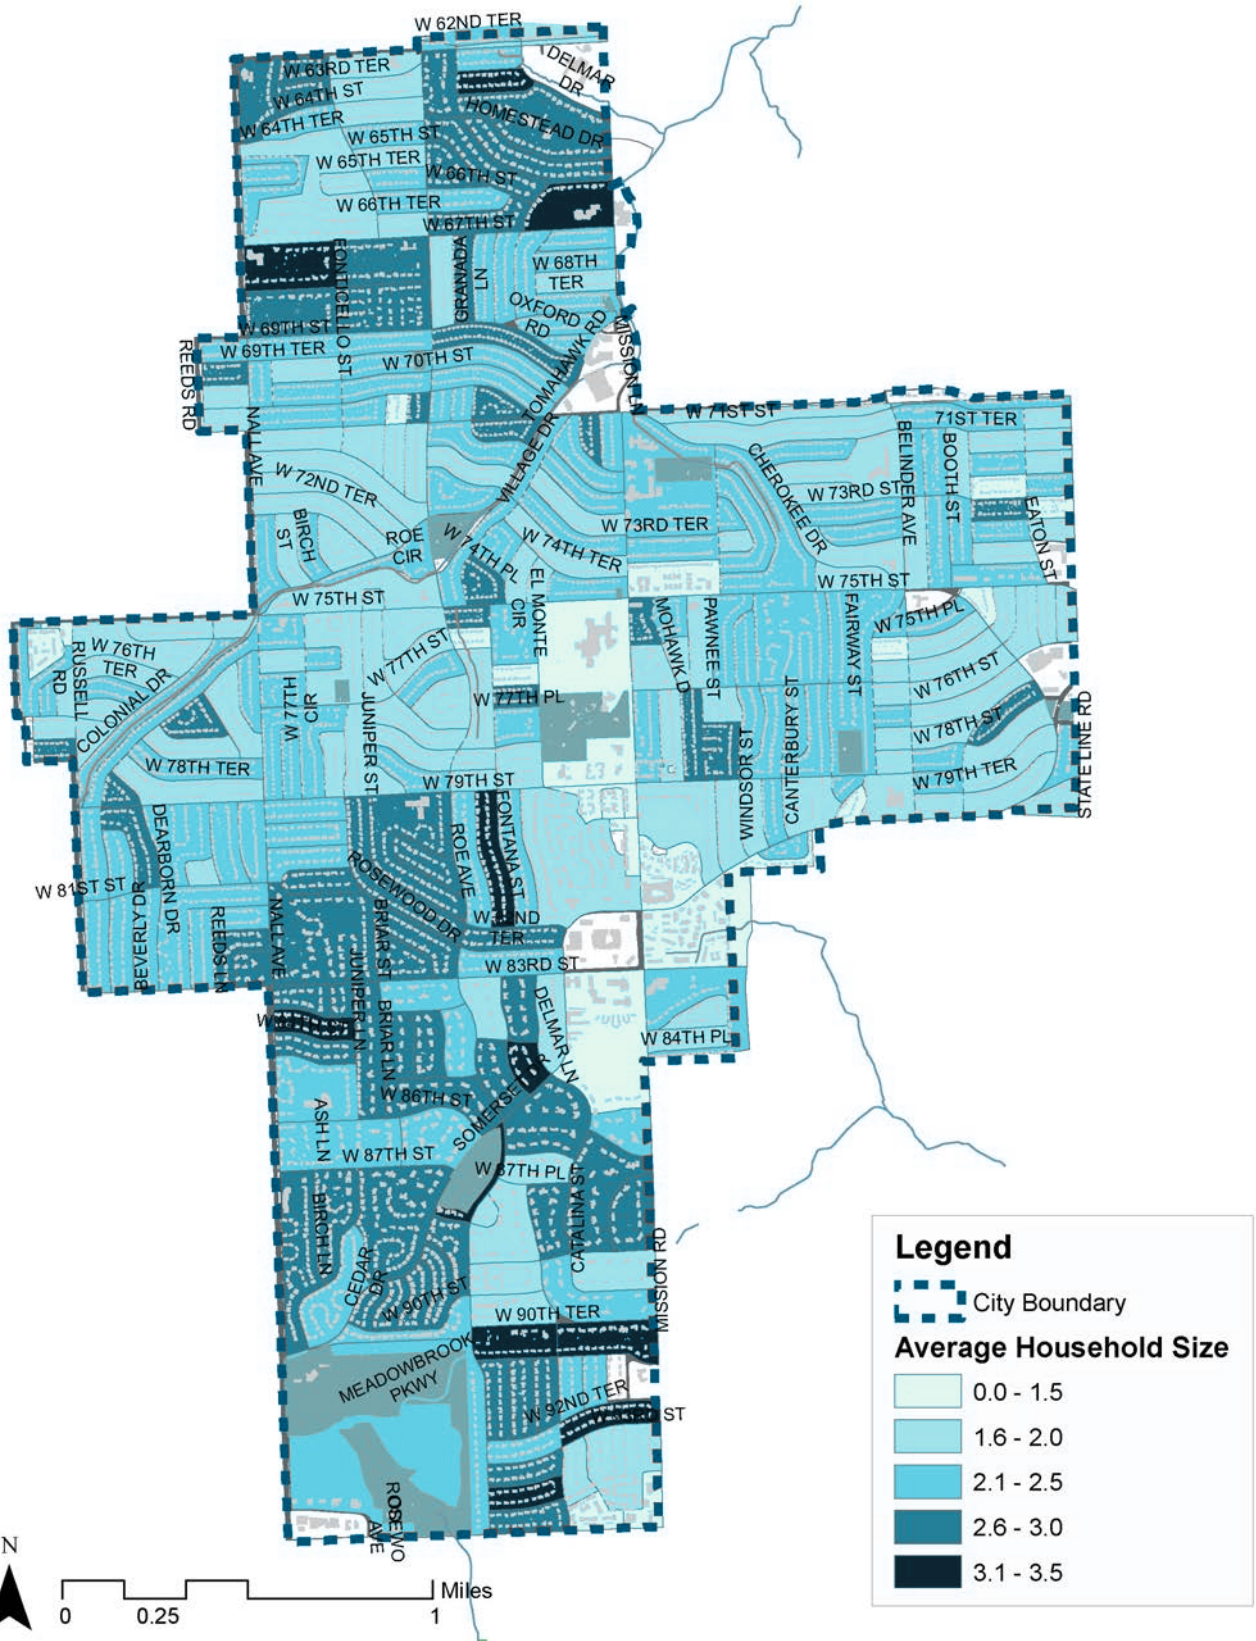 W 62ND TER
DELMAR
DR
W 63RD TER
W 64TH ST
W 64TH TER
HOMESTEAD DR
W 65TH ST
W 65TH TER
W 66TH ST
W 66TH TER
W 67TH ST
FONTICELLO ST
GRANADA
LN
W 68TH
TER
OXFORD
RD
W 69TH ST
W 69TH TER
W 70TH ST
REEDS RD
TOMAHAWK RD
MISSION LN
W 71ST ST
71ST TER
NALL AVE
VILLAGE DR
W 72ND TER
CHEROKEE DR
BELINDER AVE
BOOTH ST
W 73RD ST
EATON ST
W 73RD TER
BIRCH
ST
ROE
CIR
W 74TH PL
W 74TH TER
W 75TH ST
W 75TH ST
EL MONTE
CIR
MOHAWK D
PAWNEE ST
FAIRWAY ST
W 75TH PL
W 76TH
TER
RUSSELL
RD
COLONIAL DR
W 77TH ST
W 76TH ST
W 77TH
CIR
JUNIPER ST
W 77TH PL
CANTERBURY ST
WINDSOR ST
W 78TH ST
STATE LINE RD
W 78TH TER
W 79TH ST
W 79TH TER
DEARBORN DR
ROE AVE
FONTANA ST
ROSEWOOD DR
W 81ST ST
BEVERLY DR
REEDS LN
NALL AVE
BRIAR ST
TER
W 83RD ST
JUNIPER LN
BRIAR LN
DELMAR LN
W 84TH PL
W 86TH ST
ASH LN
W 87TH ST
W 87TH PL
BIRCH LN
CATALINA ST
CEDAR
DR
MISSION RD
W 90TH ST
W 90TH TER
MEADOWBROOK
PKWY
W 92ND TER
AVE
Legend
City Boundary
Average Household Size
0.0 - 1.5
1.6 - 2.0
2.1 - 2.5
2.6 - 3.0
3.1 - 3.5
N
Miles
0 0.25 1